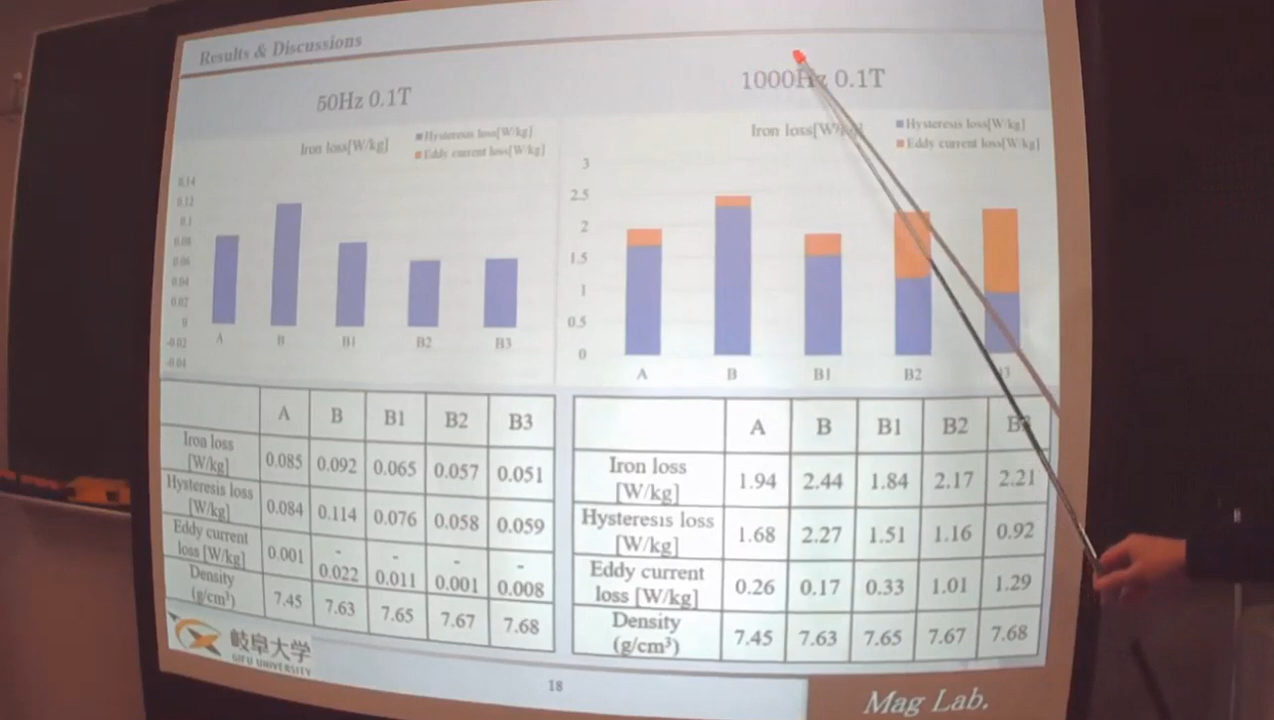 Results & Discussions
50Hz 0.1T
1000Hz 0.1T
Iron loss[W/kg]
Hysteresis loss[W/kg]
Eddy current loss[W/kg]
0.14
0.12
0.1
0.08
0.06
0.04
0.02
0
-0.02
-0.04
A B B1 B2 B3
Iron loss[W/kg]
Hysteresis loss[W/kg]
Eddy current loss[W/kg]
3
2.5
2
1.5
1
0.5
0
A B B1 B2
A B B1 B2 B3
Iron loss [W/kg] 0.085 0.092 0.065 0.057 0.051
Hysteresis loss [W/kg] 0.084 0.114 0.076 0.058 0.059
Eddy current loss [W/kg] 0.001 -0.022 -0.011 -0.001 -0.008
Density (g/cm³) 7.45 7.63 7.65 7.67 7.68
A B B1 B2 B3
Iron loss [W/kg] 1.94 2.44 1.84 2.17 2.21
Hysteresis loss [W/kg] 1.68 2.27 1.51 1.16 0.92
Eddy current loss [W/kg] 0.26 0.17 0.33 1.01 1.29
Density (g/cm³) 7.45 7.63 7.65 7.67 7.68
岐阜大学
GIFU UNIVERSITY
18
Mag Lab.